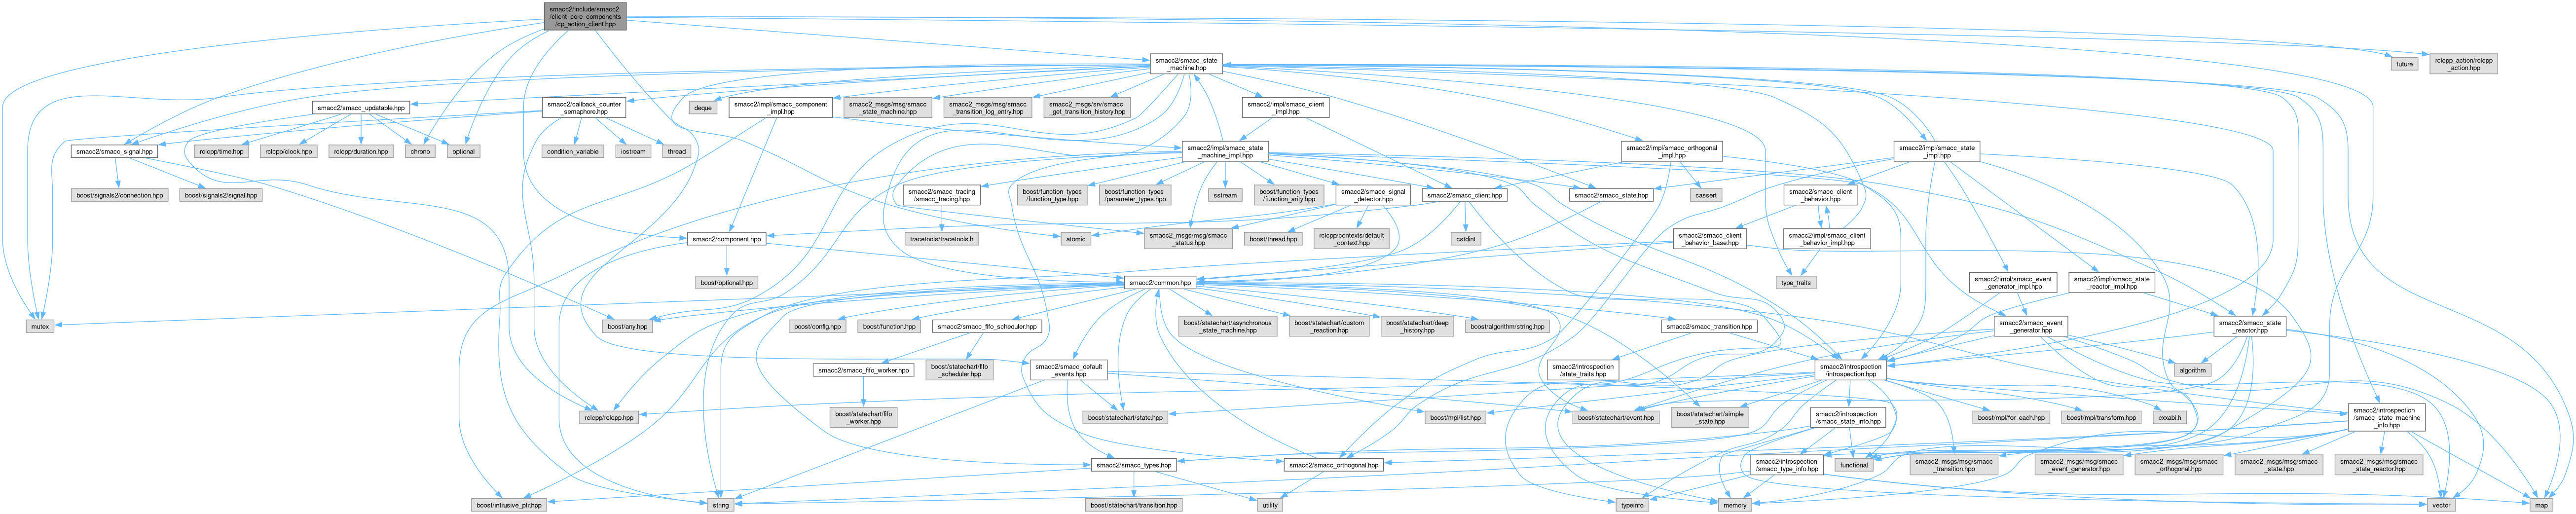 smacc2/include/smacc2
/client_core_components
/cp_action_client.hpp
smacc2/smacc_state
_machine.hpp
future
rclcpp_action/rclcpp
_action.hpp
smacc2/smacc_updatable.hpp
smacc2/callback_counter
_semaphore.hpp
deque
smacc2/impl/smacc_component
_impl.hpp
smacc2_msgs/msg/smacc
_state_machine.hpp
smacc2_msgs/msg/smacc
_transition_log_entry.hpp
smacc2_msgs/srv/smacc
_get_transition_history.hpp
smacc2/impl/smacc_client
_impl.hpp
smacc2/smacc_signal.hpp
rclcpp/time.hpp
rclcpp/clock.hpp
rclcpp/duration.hpp
chrono
optional
condition_variable
iostream
thread
smacc2/impl/smacc_state
_machine_impl.hpp
smacc2/impl/smacc_orthogonal
_impl.hpp
smacc2/impl/smacc_state
_impl.hpp
boost/signals2/connection.hpp
boost/signals2/signal.hpp
smacc2/smacc_tracing
/smacc_tracing.hpp
boost/function_types
/function_type.hpp
boost/function_types
/parameter_types.hpp
sstream
boost/function_types
/function_arity.hpp
smacc2/smacc_signal
_detector.hpp
smacc2/smacc_client.hpp
smacc2/smacc_state.hpp
cassert
smacc2/smacc_client
_behavior.hpp
smacc2/component.hpp
tracetools/tracetools.h
atomic
smacc2_msgs/msg/smacc
_status.hpp
boost/thread.hpp
rclcpp/contexts/default
_context.hpp
cstdint
smacc2/smacc_client
_behavior_base.hpp
smacc2/impl/smacc_client
_behavior_impl.hpp
boost/optional.hpp
smacc2/common.hpp
type_traits
smacc2/impl/smacc_event
_generator_impl.hpp
smacc2/impl/smacc_state
_reactor_impl.hpp
mutex
boost/any.hpp
boost/config.hpp
boost/function.hpp
smacc2/smacc_fifo_scheduler.hpp
boost/statechart/asynchronous
_state_machine.hpp
boost/statechart/custom
_reaction.hpp
boost/statechart/deep
_history.hpp
boost/algorithm/string.hpp
smacc2/smacc_transition.hpp
smacc2/smacc_event
_generator.hpp
smacc2/smacc_state
_reactor.hpp
smacc2/smacc_fifo_worker.hpp
boost/statechart/fifo
_scheduler.hpp
smacc2/smacc_default
_events.hpp
smacc2/introspection
/state_traits.hpp
smacc2/introspection
/introspection.hpp
algorithm
rclcpp/rclcpp.hpp
boost/statechart/fifo
_worker.hpp
boost/statechart/state.hpp
boost/mpl/list.hpp
boost/statechart/event.hpp
boost/statechart/simple
_state.hpp
smacc2/introspection
/smacc_state_info.hpp
boost/mpl/for_each.hpp
boost/mpl/transform.hpp
cxxabi.h
smacc2/introspection
/smacc_state_machine
_info.hpp
smacc2/smacc_types.hpp
smacc2/smacc_orthogonal.hpp
smacc2/introspection
/smacc_type_info.hpp
functional
smacc2_msgs/msg/smacc
_transition.hpp
smacc2_msgs/msg/smacc
_event_generator.hpp
smacc2_msgs/msg/smacc
_orthogonal.hpp
smacc2_msgs/msg/smacc
_state.hpp
smacc2_msgs/msg/smacc
_state_reactor.hpp
boost/intrusive_ptr.hpp
string
boost/statechart/transition.hpp
utility
typeinfo
memory
vector
map